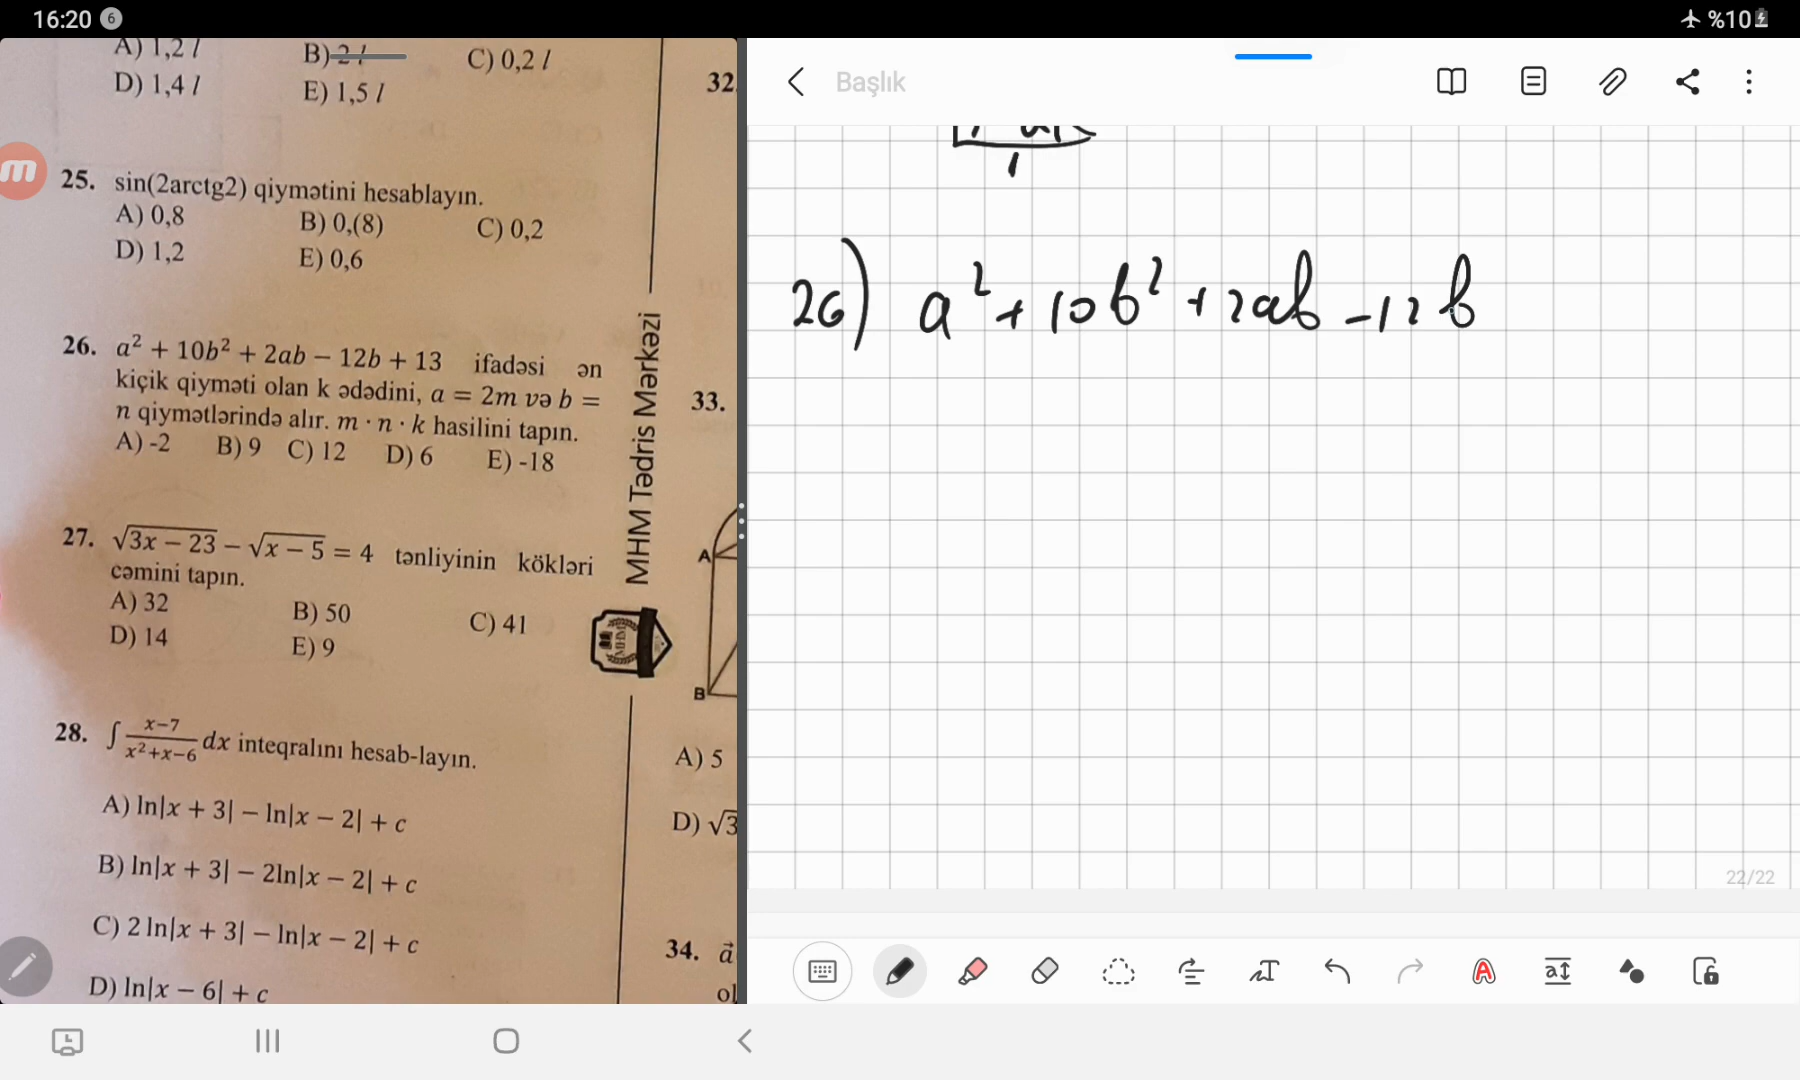 16:20 6
%10
A) 1,2 l B) 2 l C) 0,2 l
D) 1,4 l E) 1,5 l
25. sin(2arctg2) qiymətini hesablayın.
A) 0,8 B) 0,(8) C) 0,2
D) 1,2 E) 0,6
26. a² + 10b² + 2ab − 12b + 13 ifadəsi ən
kiçik qiyməti olan k ədədini, a = 2m və b =
n qiymətlərində alır. m · n · k hasilini tapın.
A) -2 B) 9 C) 12 D) 6 E) -18
27. √3x − 23 − √x − 5 = 4 tənliyinin kökləri
cəmini tapın.
A) 32 B) 50 C) 41
D) 14 E) 9
28. ∫ x−7/x²+x−6 dx inteqralını hesab-layın.
A) ln|x + 3| − ln|x − 2| + c
B) ln|x + 3| − 2ln|x − 2| + c
C) 2 ln|x + 3| − ln|x − 2| + c
D) ln|x − 6| + c
MHM Tədris Mərkəzi
MHM
32
33.
A
B
A) 5
D) √3
34. a⃗
ol
Başlık
1
26) a² + 10b² + 2ab − 12b
22/22